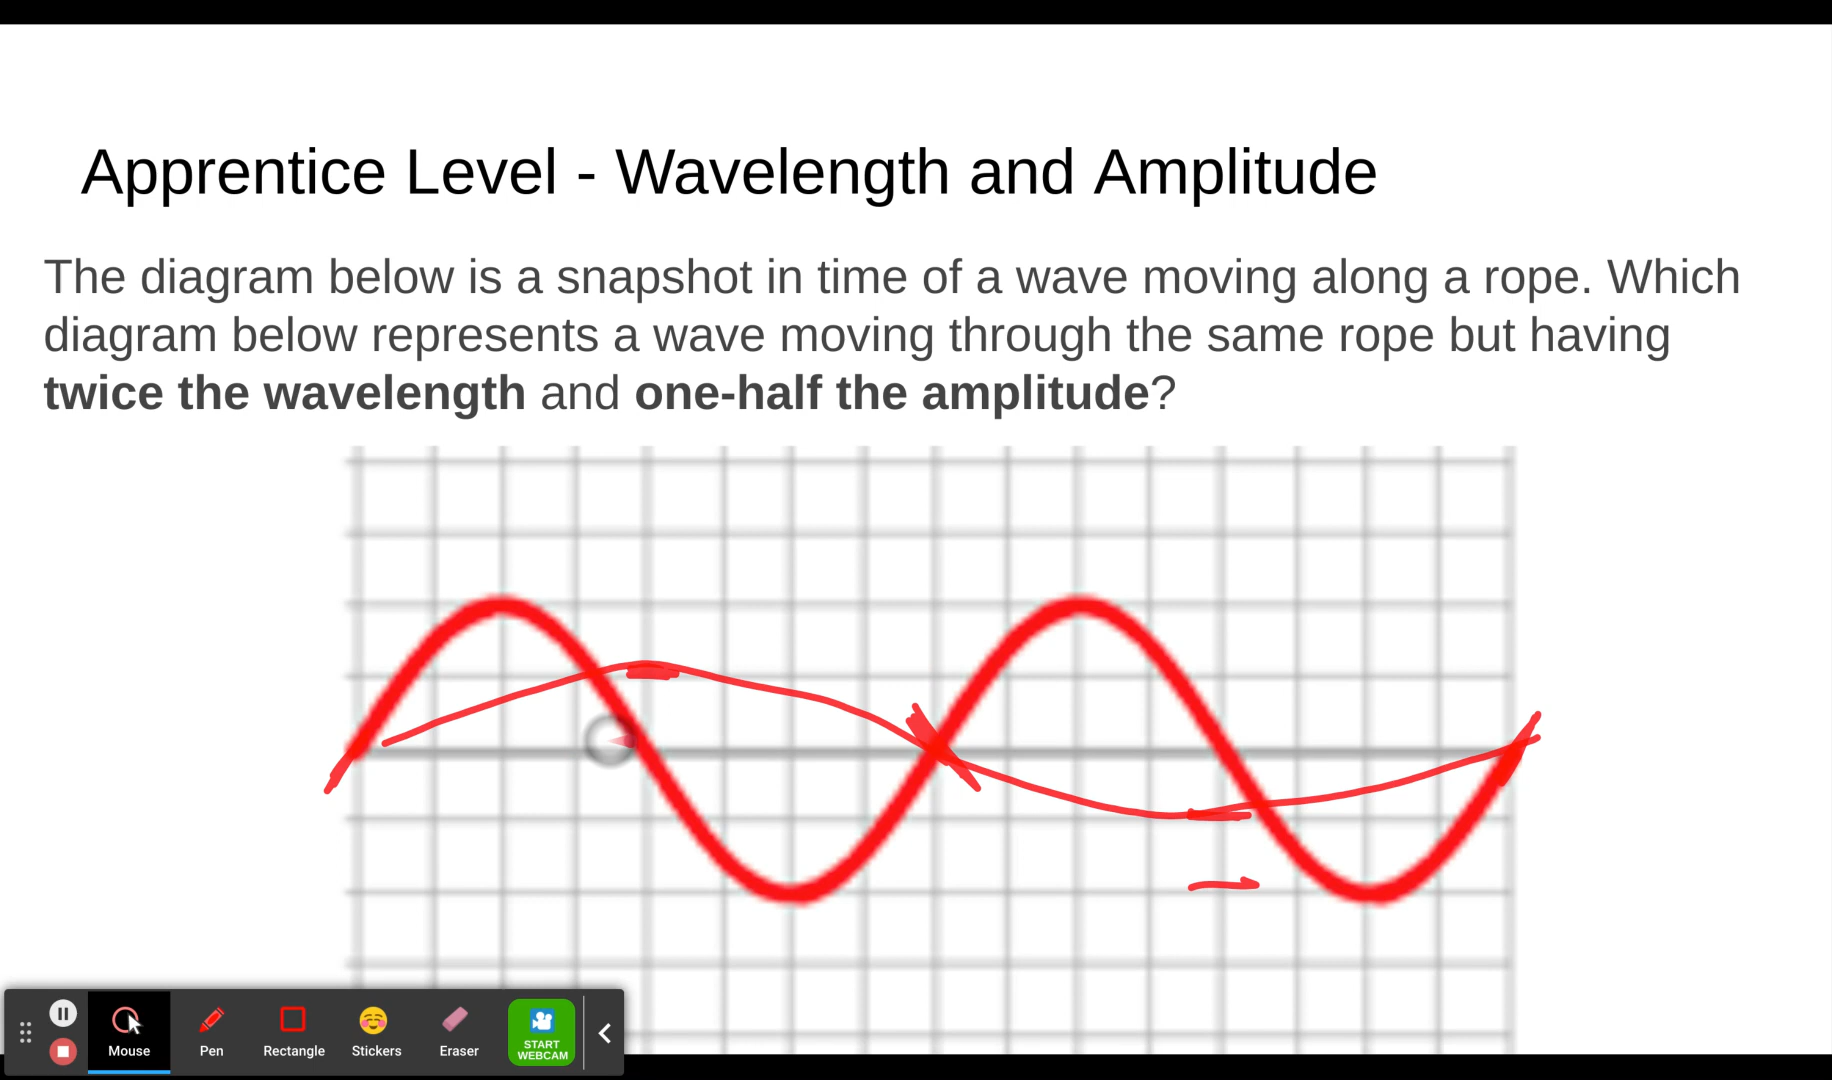 Apprentice Level - Wavelength and Amplitude
The diagram below is a snapshot in time of a wave moving along a rope. Which
diagram below represents a wave moving through the same rope but having
twice the wavelength and one-half the amplitude?
Mouse
Pen
Rectangle
Stickers
Eraser
START
WEBCAM